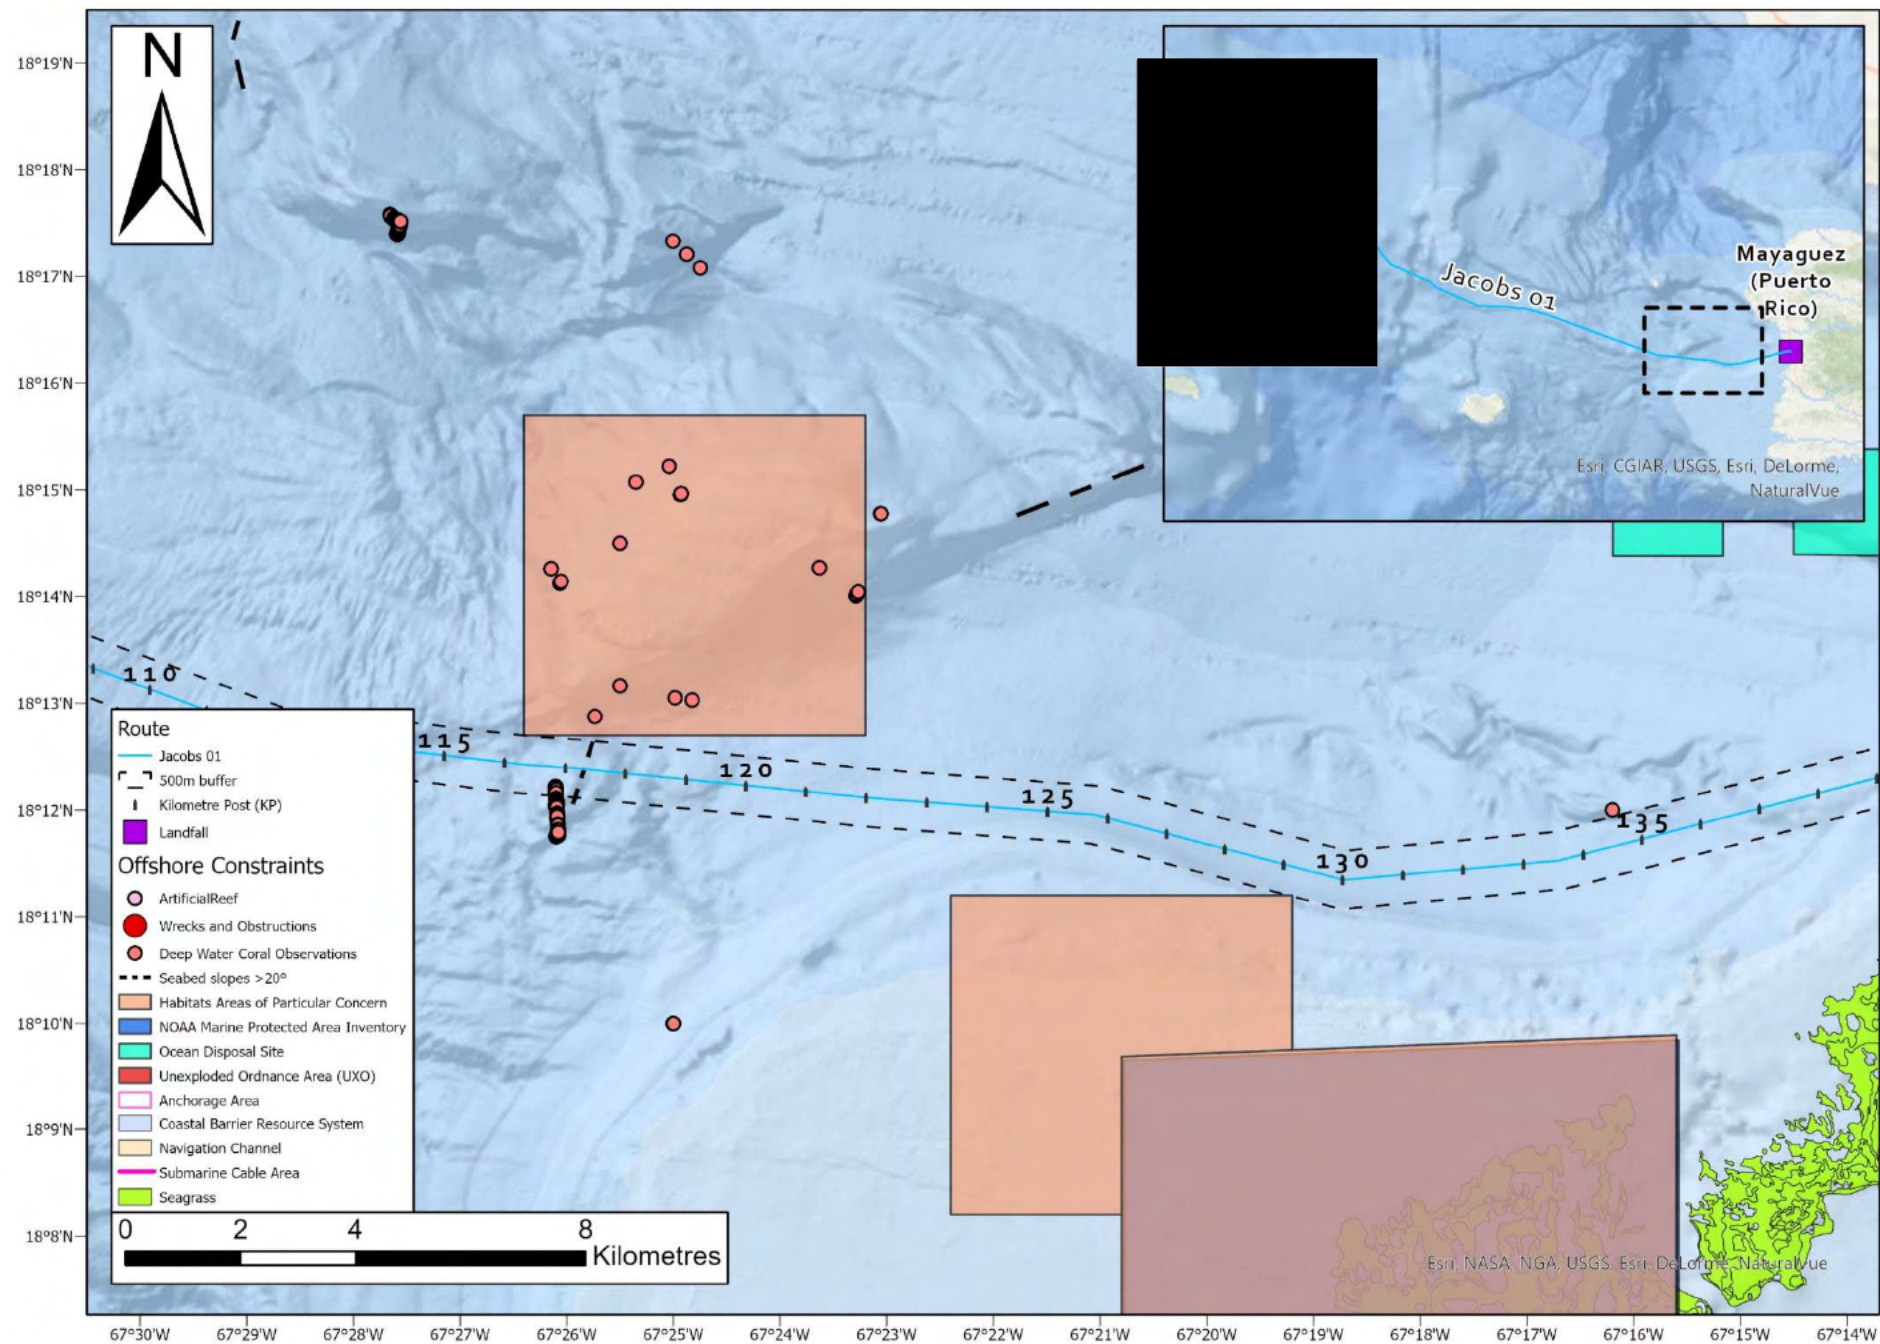 N
18°19'N
18°18'N
18°17'N
18°16'N
18°15'N
18°14'N
18°13'N
18°12'N
18°11'N
18°10'N
18°9'N
18°8'N
Jacobs 01
Mayaguez
(Puerto
Rico)
Esri, CGIAR, USGS, Esri, DeLorme,
NaturalVue
110
115
120
125
130
135
Route
Jacobs 01
500m buffer
Kilometre Post (KP)
Landfall
Offshore Constraints
ArtificialReef
Wrecks and Obstructions
Deep Water Coral Observations
Seabed slopes >20°
Habitats Areas of Particular Concern
NOAA Marine Protected Area Inventory
Ocean Disposal Site
Unexploded Ordnance Area (UXO)
Anchorage Area
Coastal Barrier Resource System
Navigation Channel
Submarine Cable Area
Seagrass
0 2 4 8
Kilometres
Esri, NASA, NGA, USGS, Esri, DeLorme, NaturalVue
67°30'W 67°29'W 67°28'W 67°27'W 67°26'W 67°25'W 67°24'W 67°23'W 67°22'W 67°21'W 67°20'W 67°19'W 67°18'W 67°17'W 67°16'W 67°15'W 67°14'W